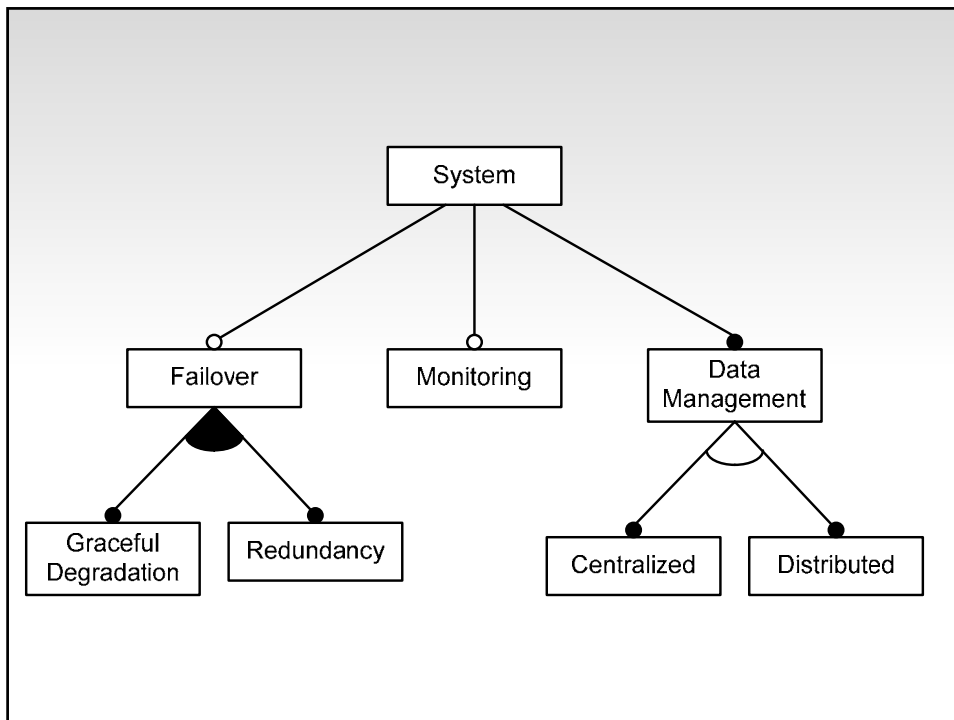 System
Failover
Monitoring
Data
Management
Graceful
Degradation
Redundancy
Centralized
Distributed